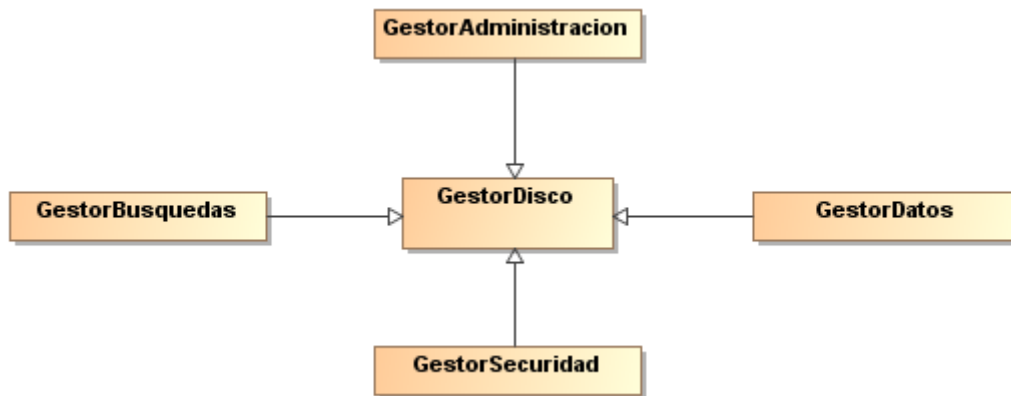 GestorAdministracion
GestorBusquedas
GestorDisco
GestorDatos
GestorSecuridad